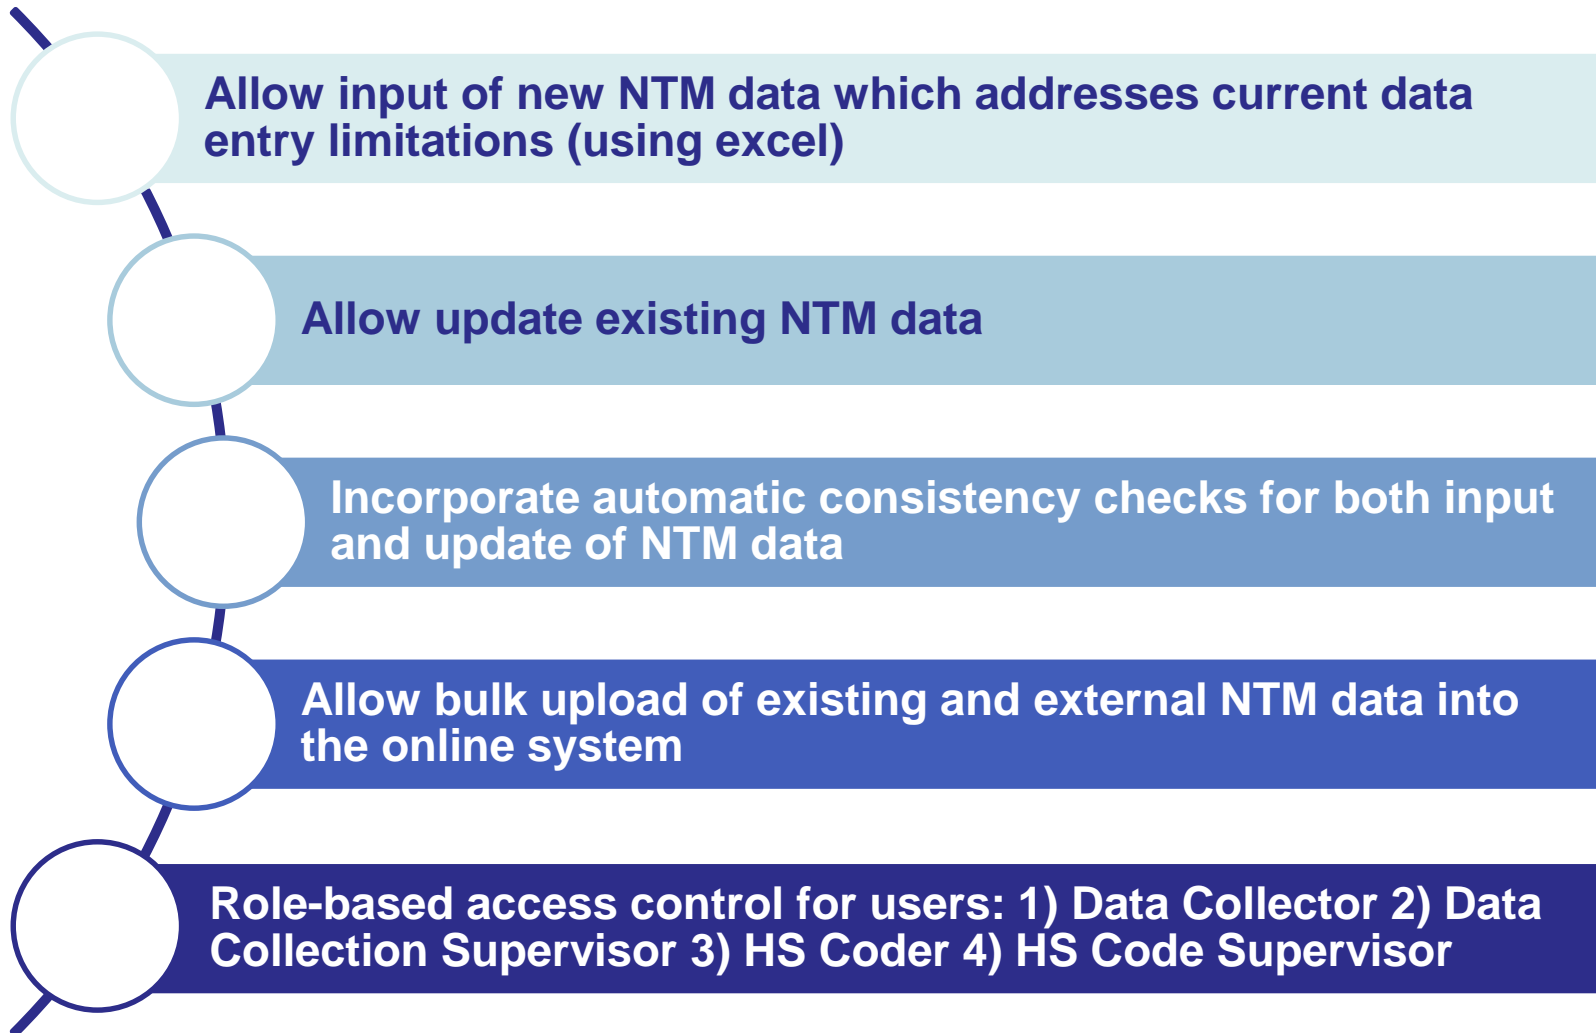 Allow input of new NTM data which addresses current data
entry limitations (using excel)
Allow update existing NTM data
Incorporate automatic consistency checks for both input
and update of NTM data
Allow bulk upload of existing and external NTM data into
the online system
Role-based access control for users: 1) Data Collector 2) Data
Collection Supervisor 3) HS Coder 4) HS Code Supervisor